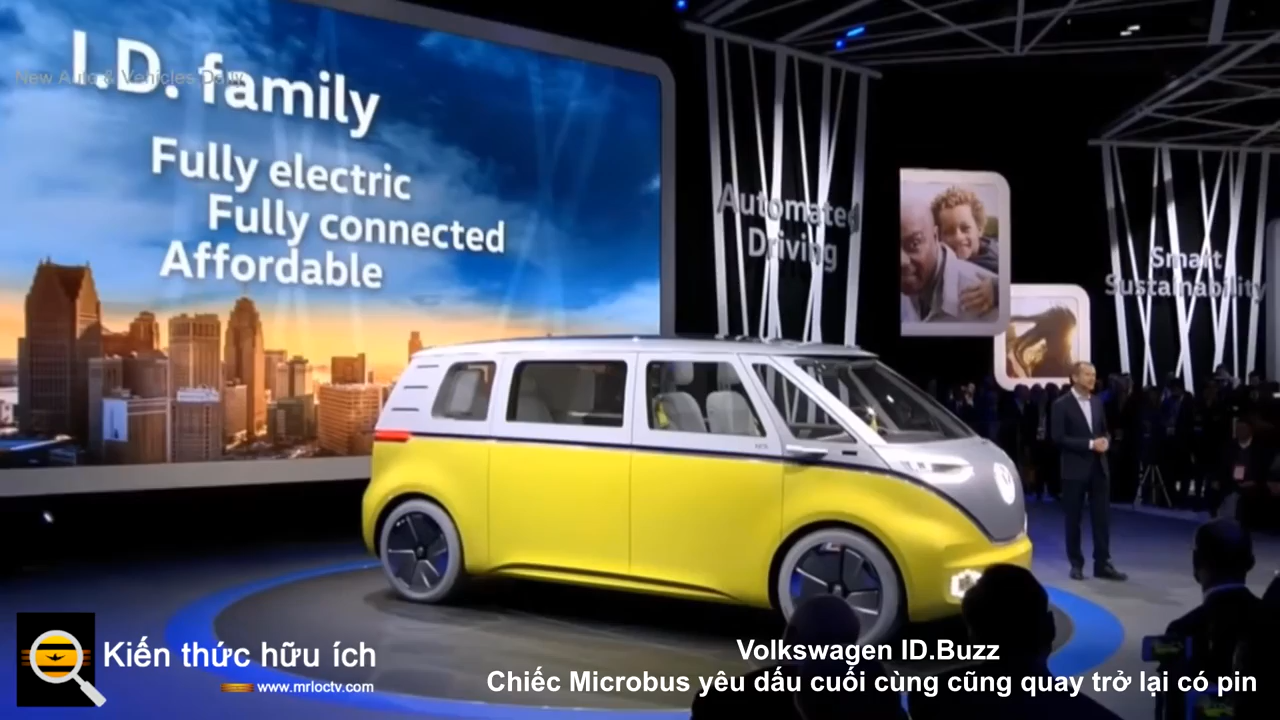 I.D. family
New Auto & Vehicles Daily
Fully electric
Fully connected
Affordable
Automated
Driving
Smart
Sustainability
Kiến thức hữu ích
www.mrloctv.com
Volkswagen ID.Buzz
Chiếc Microbus yêu dấu cuối cùng cũng quay trở lại có pin